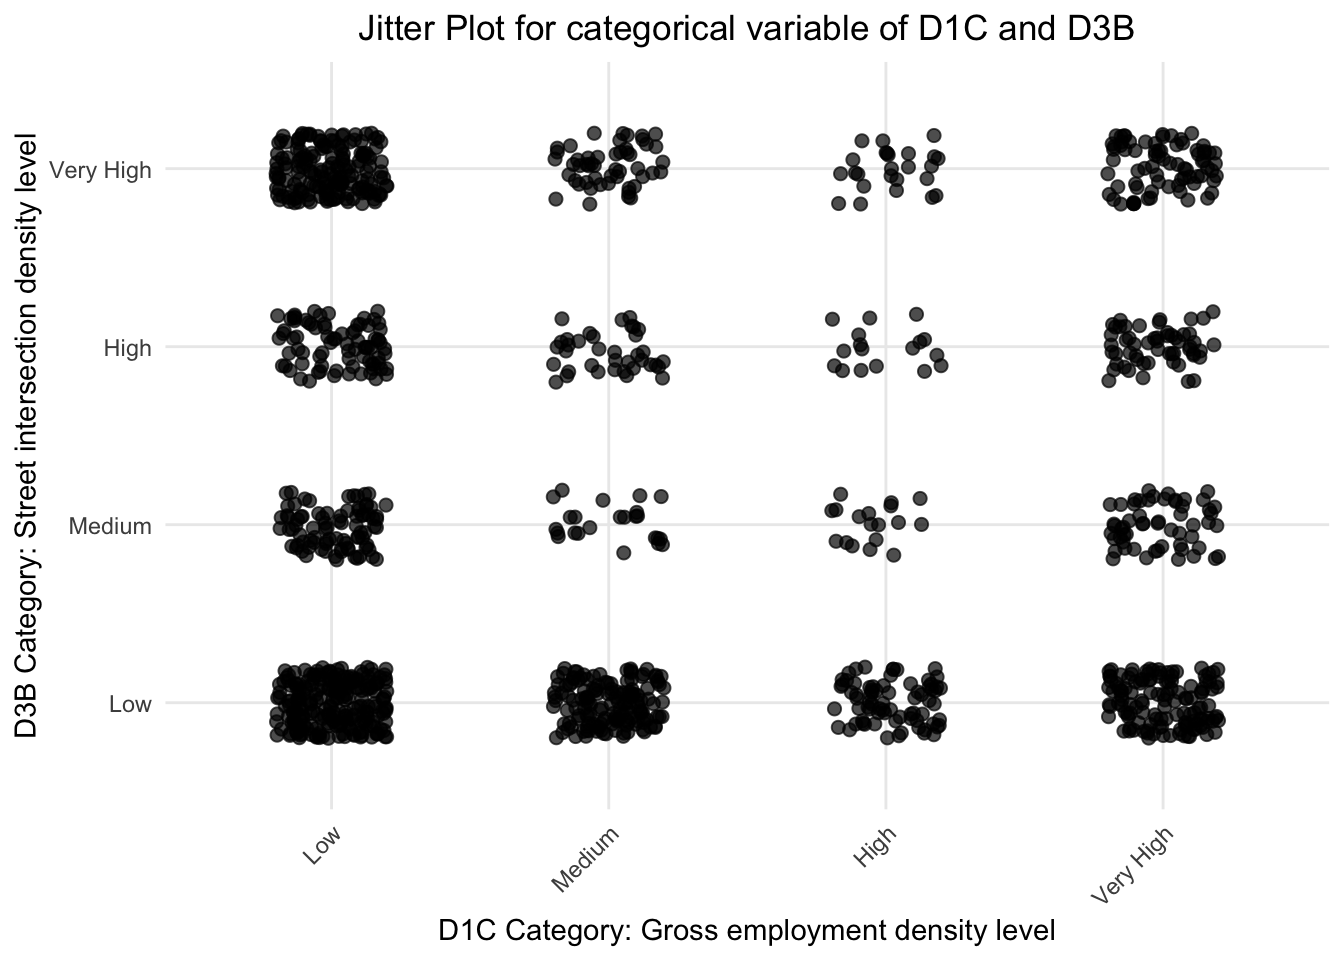 Jitter Plot for categorical variable of D1C and D3B
D3B Category: Street intersection density level
Very High
High
Medium
Low
Low
Medium
High
Very High
D1C Category: Gross employment density level